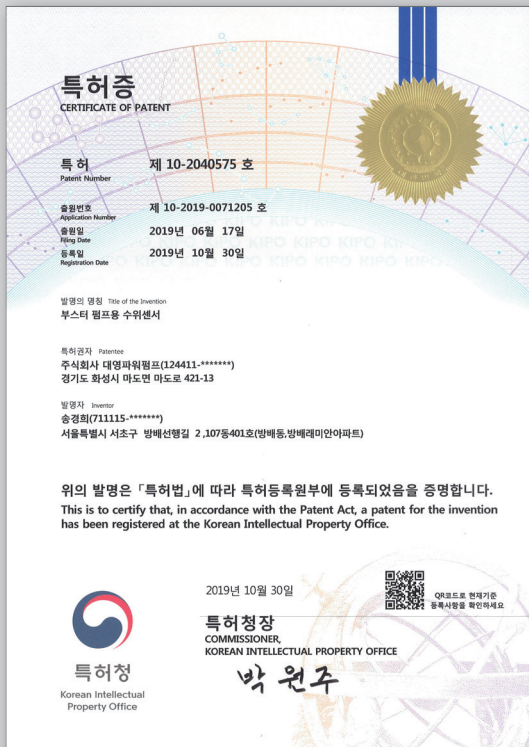 특허증
CERTIFICATE OF PATENT
특 허 제 10-2040575 호
Patent Number
출원번호 제 10-2019-0071205 호
Application Number
출원일 2019년 06월 17일
Filing Date
등록일 2019년 10월 30일
Registration Date
KIPO KIPO KIPO KIPO KIPO
발명의 명칭 Title of the Invention
부스터 펌프용 수위센서
특허권자 Patentee
주식회사 대영파워펌프(124411-*******)
경기도 화성시 마도면 마도로 421-13
발명자 Inventor
송경희(711115-*******)
서울특별시 서초구 방배선행길 2 ,107동401호(방배동,방배래미안아파트)
위의 발명은 「특허법」에 따라 특허등록원부에 등록되었음을 증명합니다.
This is to certify that, in accordance with the Patent Act, a patent for the invention
has been registered at the Korean Intellectual Property Office.
2019년 10월 30일
QR코드로 현재기준
등록사항을 확인하세요
특허청장
COMMISSIONER,
KOREAN INTELLECTUAL PROPERTY OFFICE
박 원 주
특허청
Korean Intellectual
Property Office